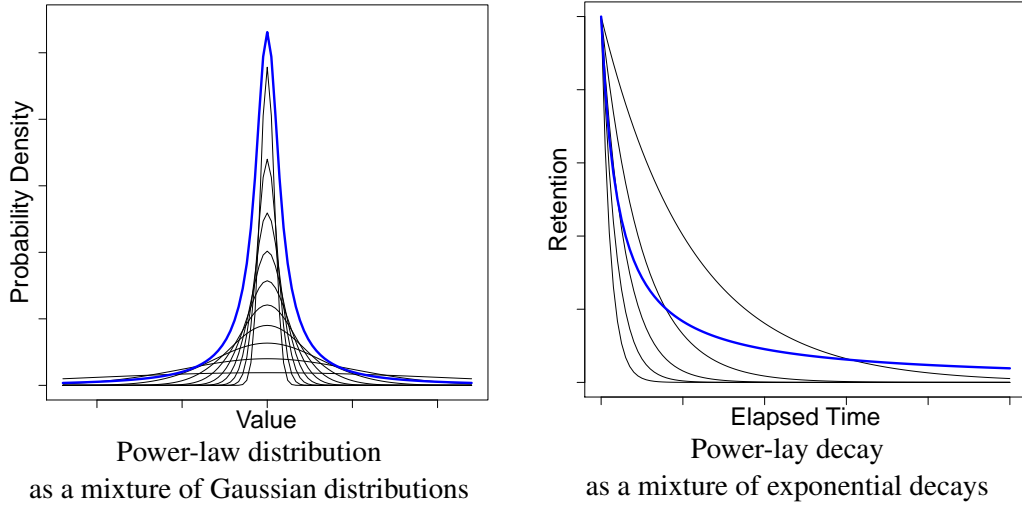 Probability Density
Value
Power-law distribution
as a mixture of Gaussian distributions
Retention
Elapsed Time
Power-lay decay
as a mixture of exponential decays